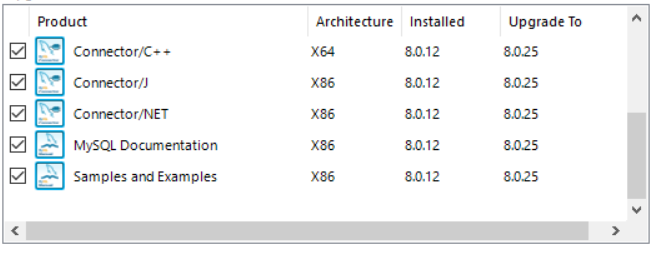 Product Architecture Installed Upgrade To
Connector/C++ X64 8.0.12 8.0.25
Connector/J X86 8.0.12 8.0.25
Connector/NET X86 8.0.12 8.0.25
MySQL Documentation X86 8.0.12 8.0.25
Samples and Examples X86 8.0.12 8.0.25